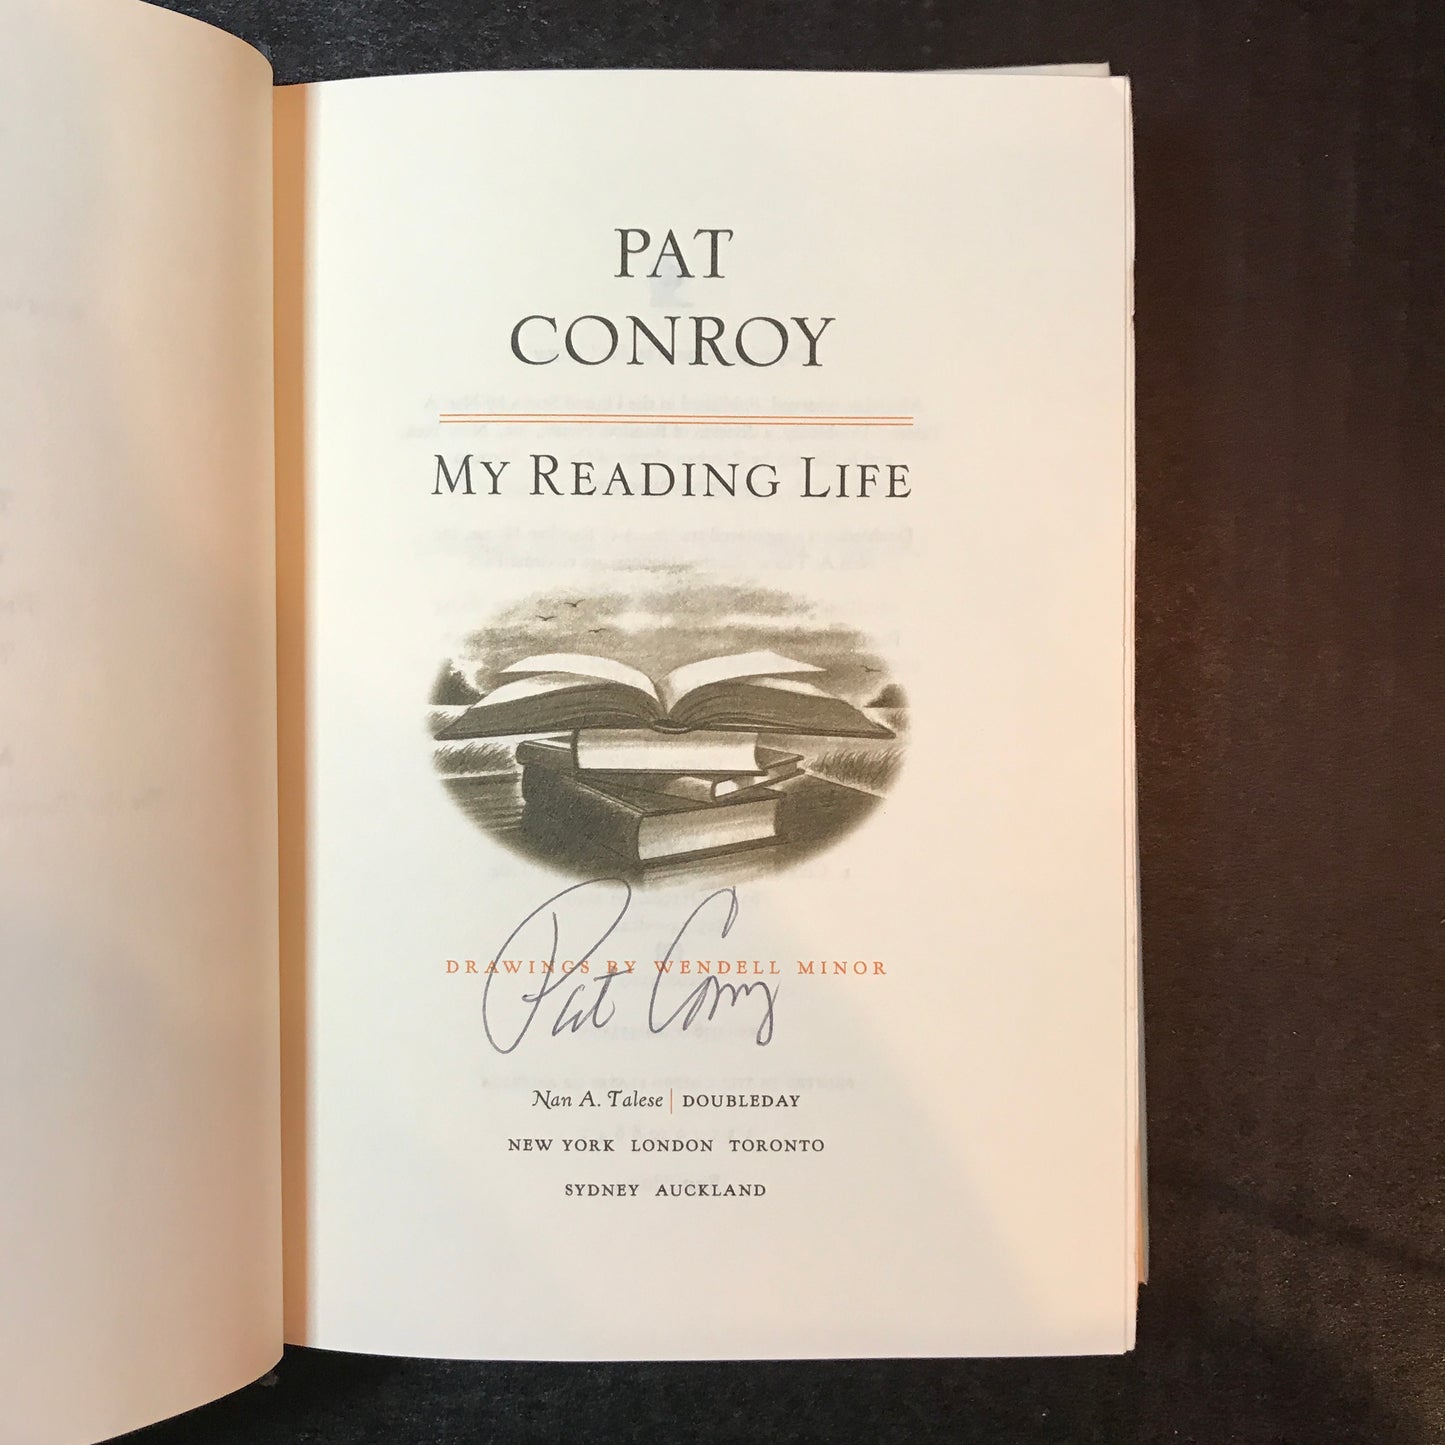 PAT
CONROY
MY READING LIFE
DRAWINGS BY WENDELL MINOR
Pat Conroy
Nan A. Talese | DOUBLEDAY
NEW YORK LONDON TORONTO
SYDNEY AUCKLAND